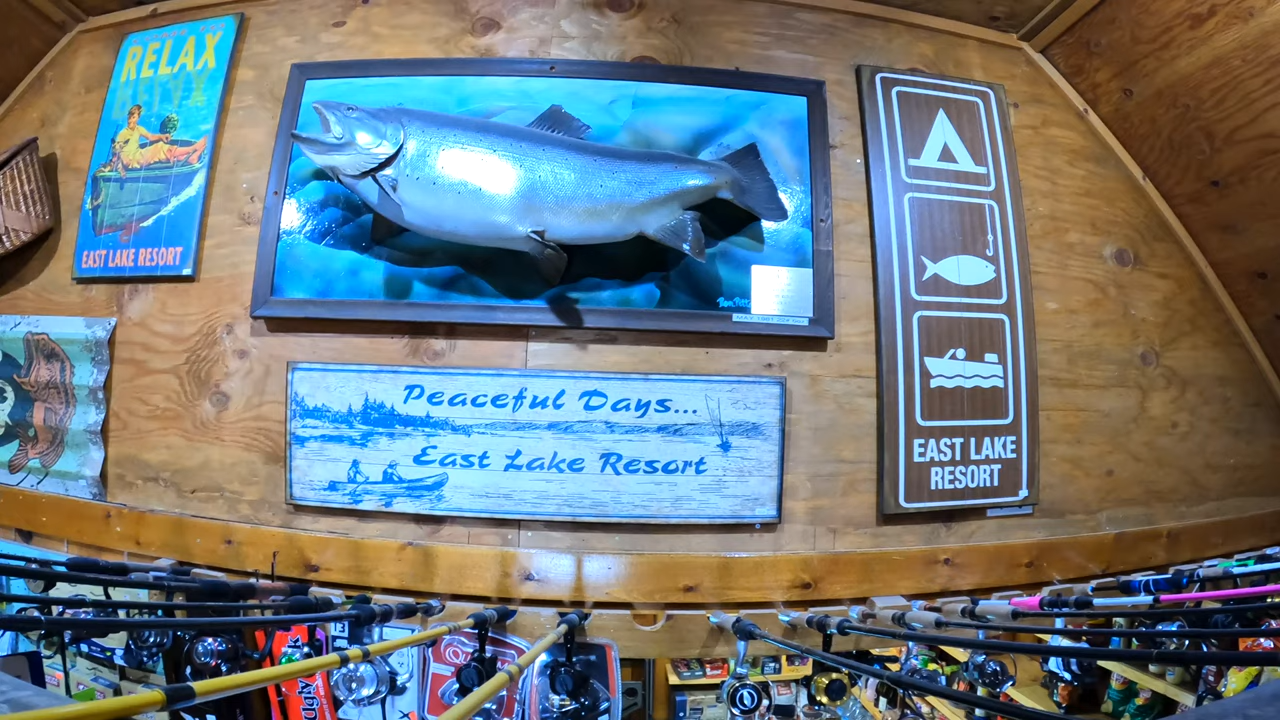 RELAX
EAST LAKE RESORT
Peaceful Days...
East Lake Resort
EAST LAKE
RESORT